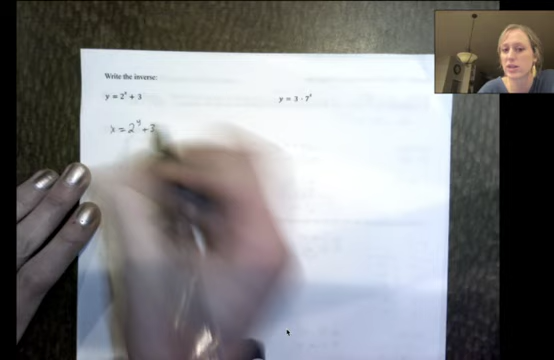 Write the inverse:
y = 2ˣ + 3
y = 3 · 7ˣ
x = 2ʸ + 3